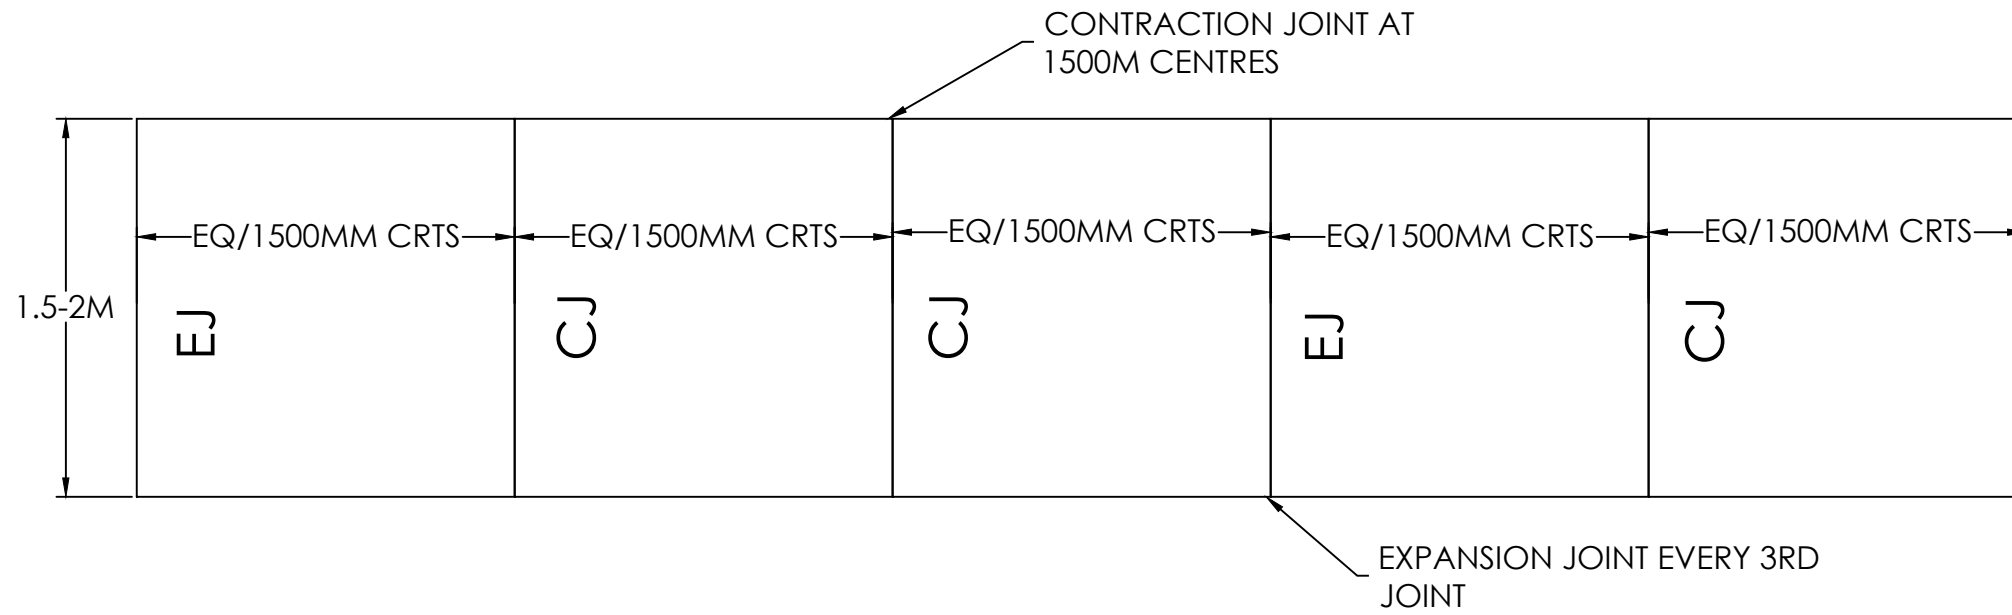 CONTRACTION JOINT AT
1500M CENTRES
EQ/1500MM CRTS
EQ/1500MM CRTS
EQ/1500MM CRTS
EQ/1500MM CRTS
EQ/1500MM CRTS
1.5-2M
EJ
CJ
CJ
EJ
CJ
EXPANSION JOINT EVERY 3RD
JOINT